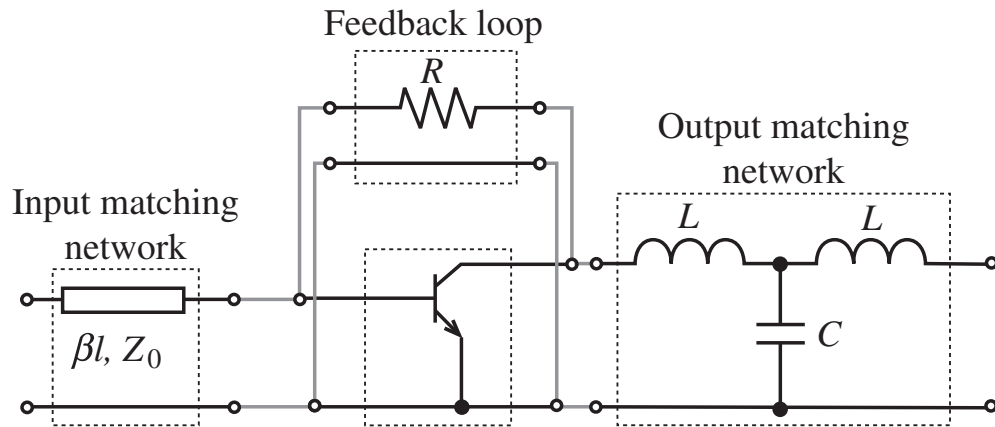 Feedback loop
R
Output matching
network
Input matching
network
L
L
C
βl, Z₀